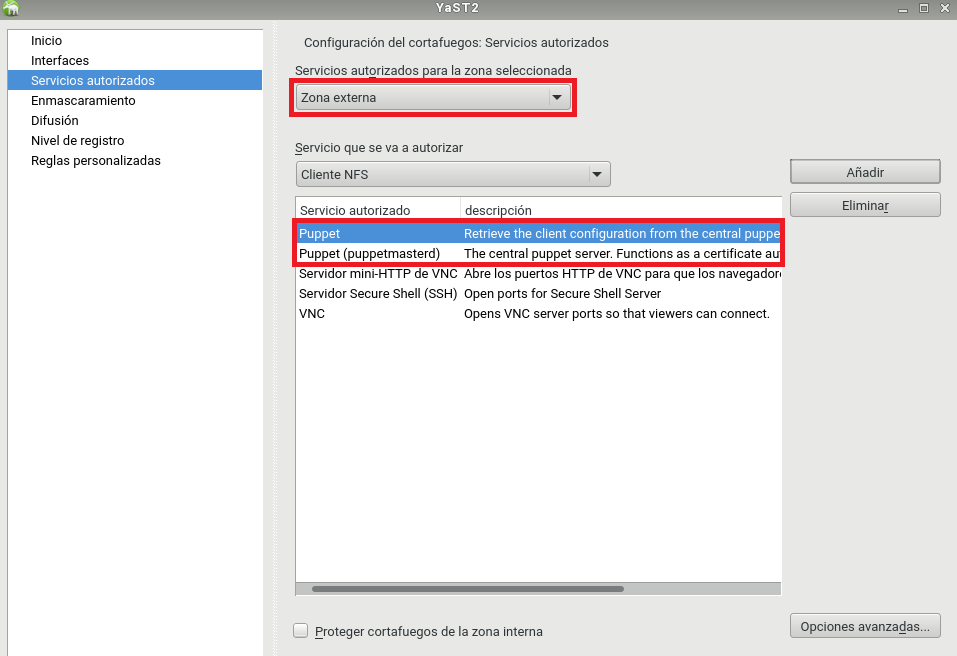 YaST2
Inicio
Interfaces
Servicios autorizados
Enmascaramiento
Difusión
Nivel de registro
Reglas personalizadas
Configuración del cortafuegos: Servicios autorizados
Servicios autorizados para la zona seleccionada
Zona externa
Servicio que se va a autorizar
Cliente NFS
Añadir
Eliminar
Servicio autorizado descripción
Puppet Retrieve the client configuration from the central puppe
Puppet (puppetmasterd) The central puppet server. Functions as a certificate au
Servidor mini-HTTP de VNC Abre los puertos HTTP de VNC para que los navegadore
Servidor Secure Shell (SSH) Open ports for Secure Shell Server
VNC Opens VNC server ports so that viewers can connect.
Proteger cortafuegos de la zona interna
Opciones avanzadas...